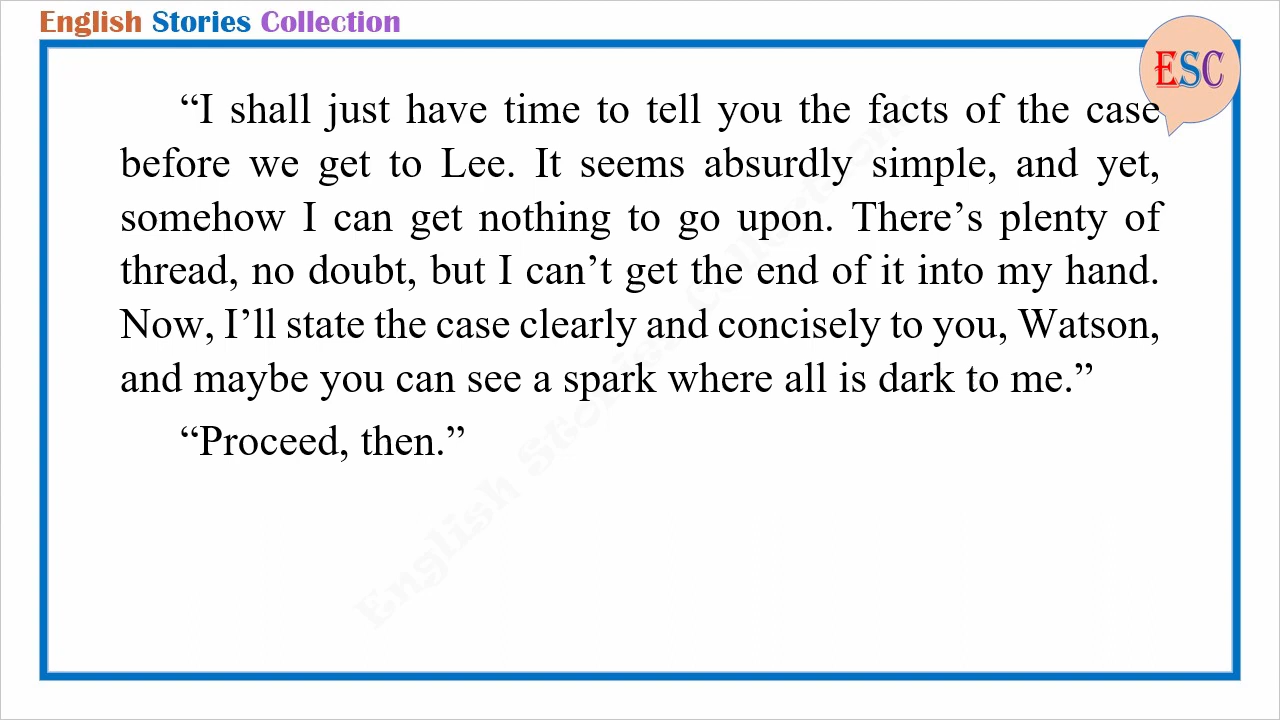 English Stories Collection
ESC
“I shall just have time to tell you the facts of the case
before we get to Lee. It seems absurdly simple, and yet,
somehow I can get nothing to go upon. There’s plenty of
thread, no doubt, but I can’t get the end of it into my hand.
Now, I’ll state the case clearly and concisely to you, Watson,
and maybe you can see a spark where all is dark to me.”
“Proceed, then.”
English Stories Collection